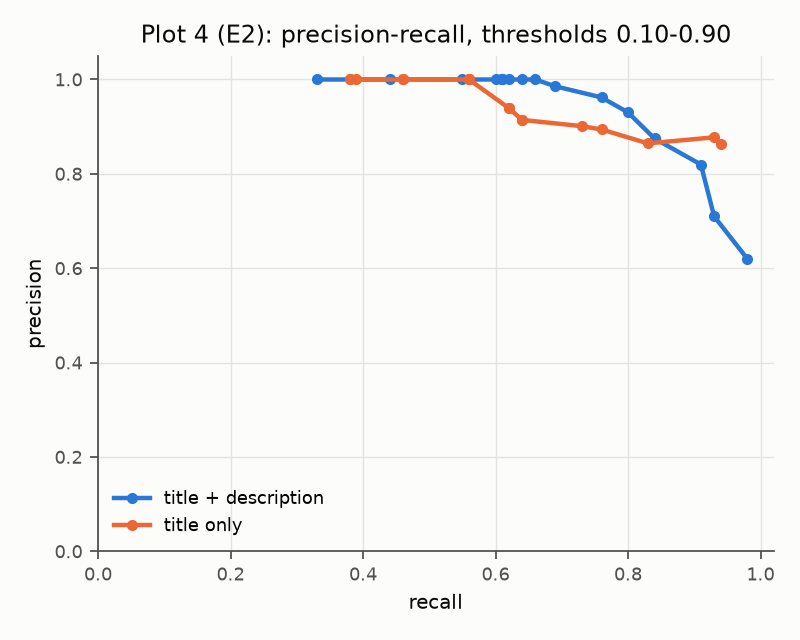 Plot 4 (E2): precision-recall, thresholds 0.10-0.90
1.0
0.8
0.6
0.4
0.2
0.0
precision
title + description
title only
0.0 0.2 0.4 0.6 0.8 1.0
recall